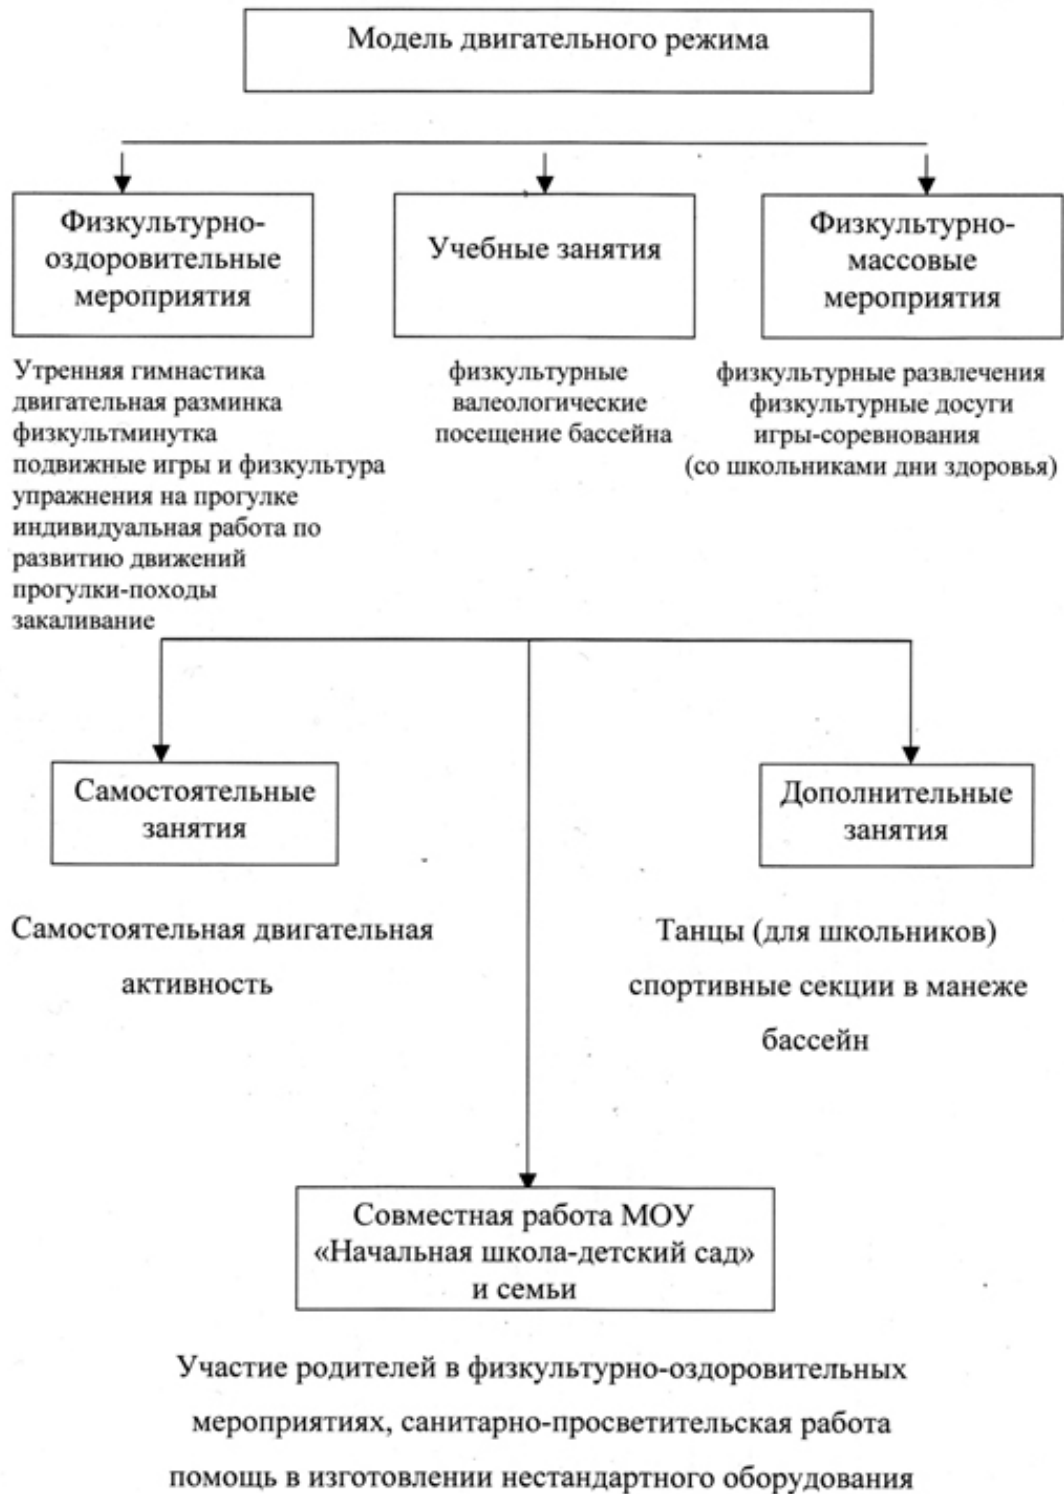 Модель двигательного режима
Физкультурно-
оздоровительные
мероприятия
Учебные занятия
Физкультурно-
массовые
мероприятия
Утренняя гимнастика
двигательная разминка
физкультминутка
подвижные игры и физкультура
упражнения на прогулке
индивидуальная работа по
развитию движений
прогулки-походы
закаливание
физкультурные
валеологические
посещение бассейна
физкультурные развлечения
физкультурные досуги
игры-соревнования
(со школьниками дни здоровья)
Самостоятельные
занятия
Дополнительные
занятия
Самостоятельная двигательная
активность
Танцы (для школьников)
спортивные секции в манеже
бассейн
Совместная работа МОУ
«Начальная школа-детский сад»
и семьи
Участие родителей в физкультурно-оздоровительных
мероприятиях, санитарно-просветительская работа
помощь в изготовлении нестандартного оборудования